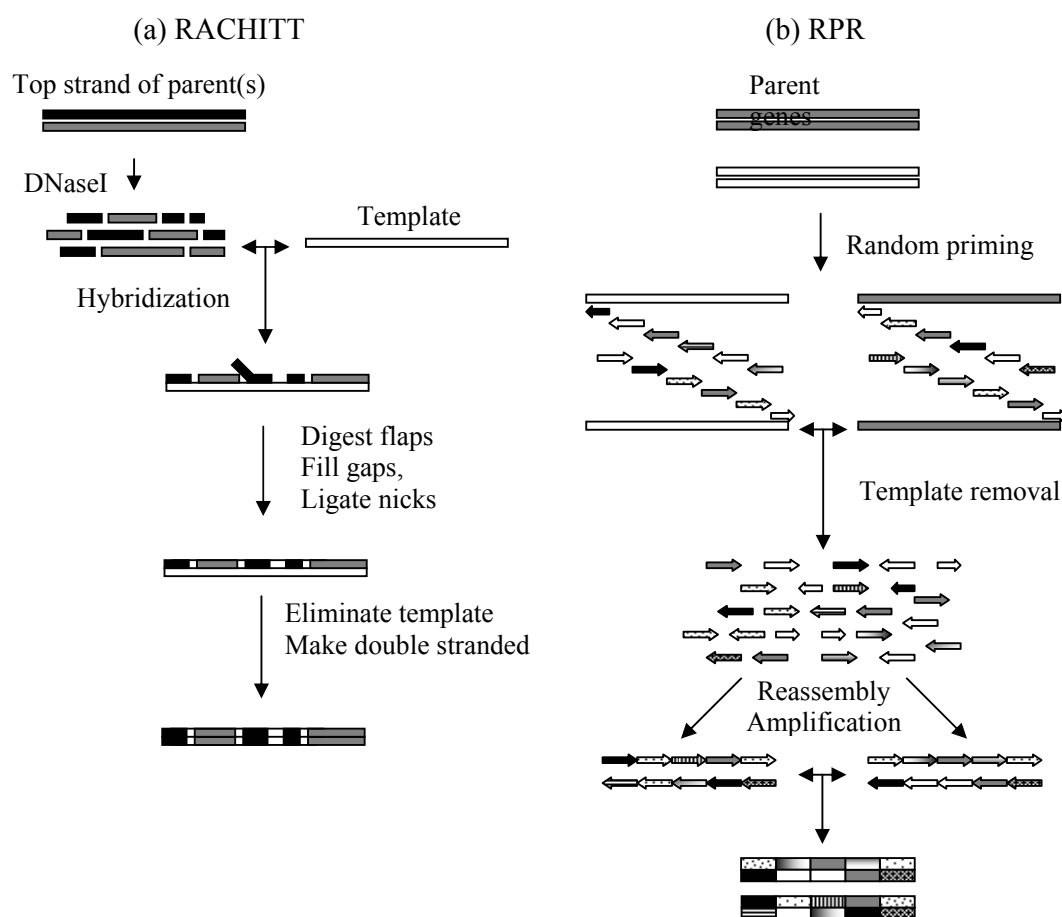 (a) RACHITT
Top strand of parent(s)
DNaseI
Template
Hybridization
Digest flaps
Fill gaps,
Ligate nicks
Eliminate template
Make double stranded
(b) RPR
Parent
genes
Random priming
Template removal
Reassembly
Amplification